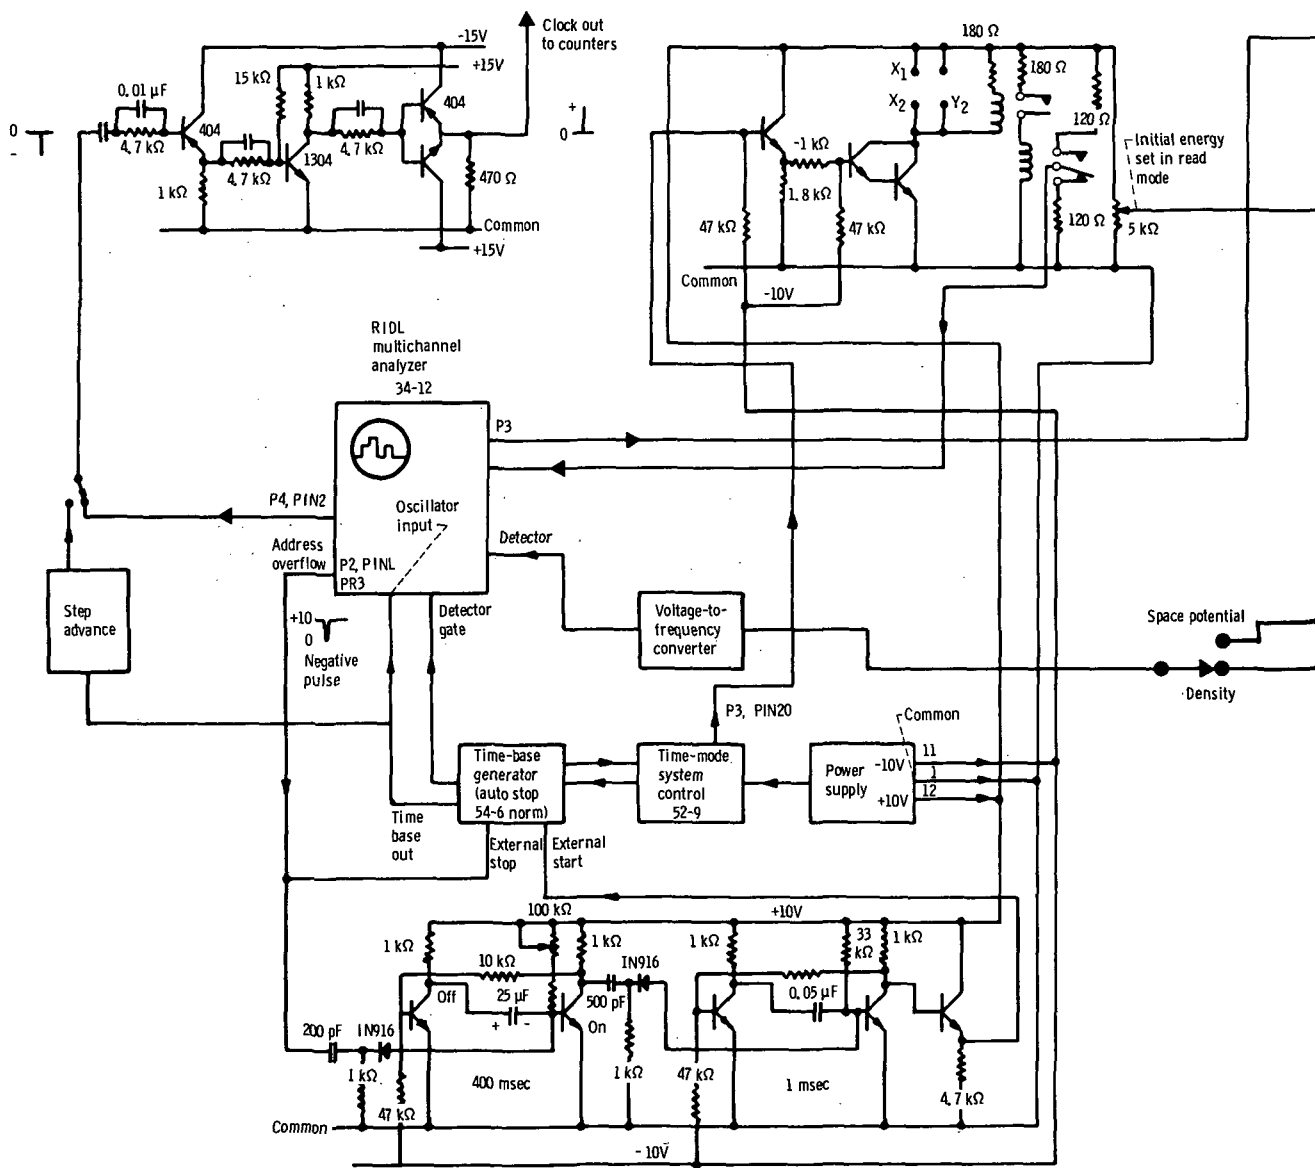 Clock out
to counters
-15V
+15V
15 kΩ
1 kΩ
0.01 μF
404
4.7 kΩ
1 kΩ
4.7 kΩ
1304
4.7 kΩ
404
470 Ω
Common
+15V
0
-
+
0
180 Ω
X1
X2
Y2
180 Ω
120 Ω
120 Ω
5 kΩ
Initial energy
set in read
mode
-1 kΩ
1.8 kΩ
47 kΩ
47 kΩ
Common
-10V
RIDL
multichannel
analyzer
34-12
P3
P4, PIN2
Oscillator
input
Detector
Address
overflow
P2, PINL
PR3
Detector
gate
Step
advance
+10
0
Negative
pulse
Voltage-to-
frequency
converter
Space potential
Density
P3, PIN20
Common
Time-base
generator
(auto stop
54-6 norm)
Time-mode
system
control
52-9
Power
supply
-10V
+10V
11
1
12
Time
base
out
External
stop
External
start
100 kΩ
+10V
1 kΩ
10 kΩ
1 kΩ
Off
25 μF
+ -
On
500 pF
IN916
1 kΩ
1 kΩ
33
kΩ
1 kΩ
0.05 μF
200 pF
IN916
1 kΩ
47 kΩ
400 msec
47 kΩ
1 msec
4.7 kΩ
Common
-10V